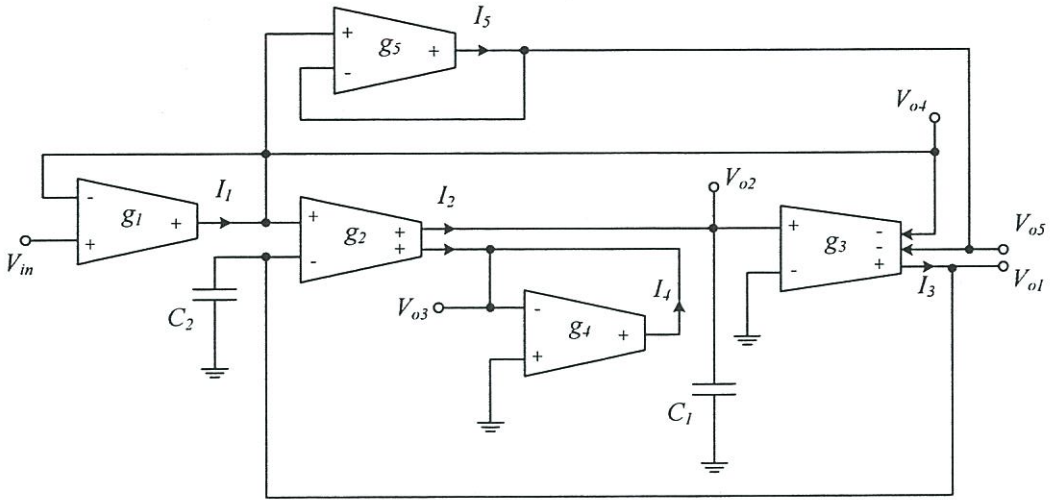 I5
+ g5 +
-
Vo4
- g1 +
+
I1
Vin
+ g2 + +
-
I2
Vo2
+ g3 - - +
-
Vo5
Vo1
I3
C2
Vo3
- g4 +
+
I4
C1